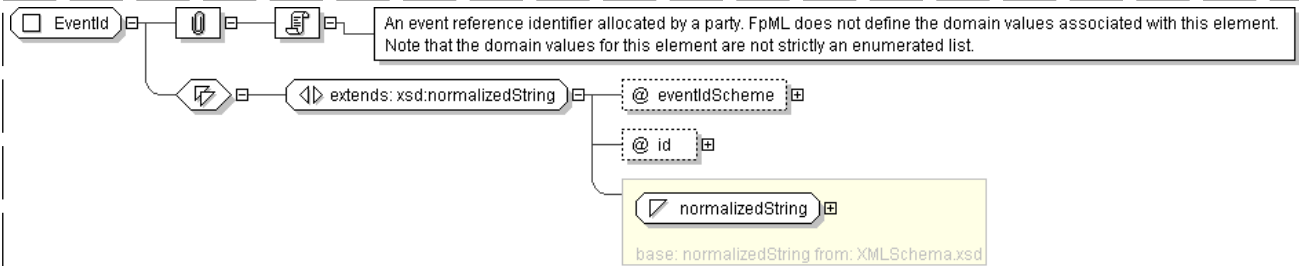 EventId
An event reference identifier allocated by a party. FpML does not define the domain values associated with this element.
Note that the domain values for this element are not strictly an enumerated list.
extends: xsd:normalizedString
@ eventIdScheme
@ id
normalizedString
base: normalizedString from: XMLSchema.xsd